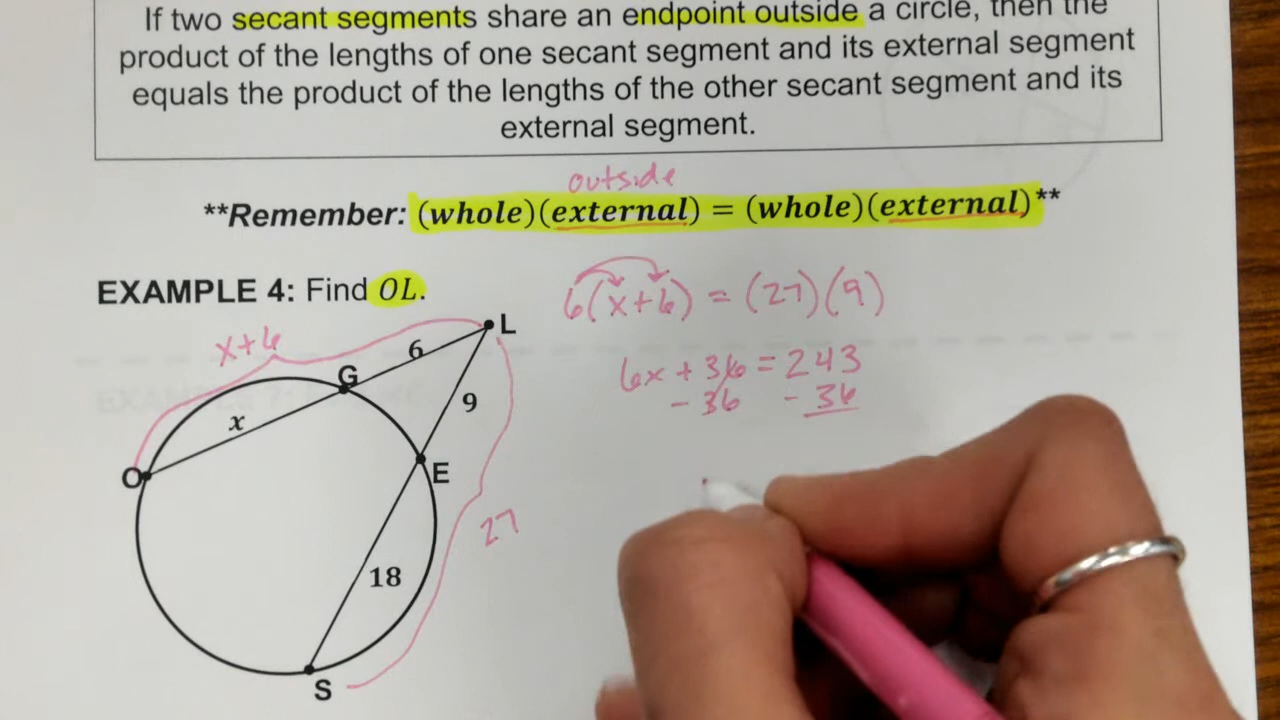 If two secant segments share an endpoint outside a circle, then the
product of the lengths of one secant segment and its external segment
equals the product of the lengths of the other secant segment and its
external segment.
outside
**Remember: (whole)(external) = (whole)(external)**
EXAMPLE 4: Find OL.
6(x+6) = (27)(9)
x+6
6
L
6x + 36 = 243
G
- 36 - 36
9
x
O
E
27
18
S